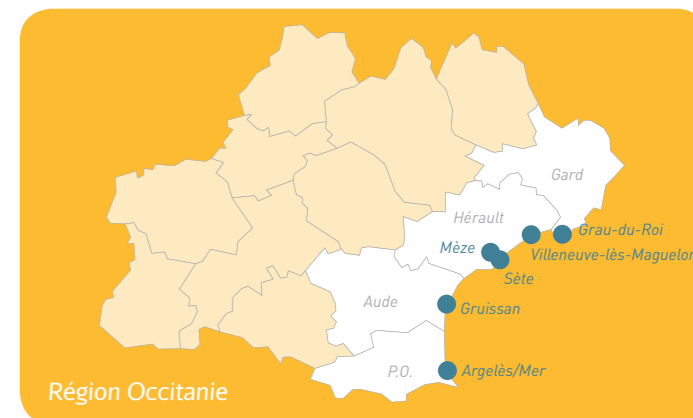 Gard
Hérault
Grau-du-Roi
Mèze
Villeneuve-lès-Maguelon
Sète
Aude
Gruissan
P.O.
Argelès/Mer
Région Occitanie